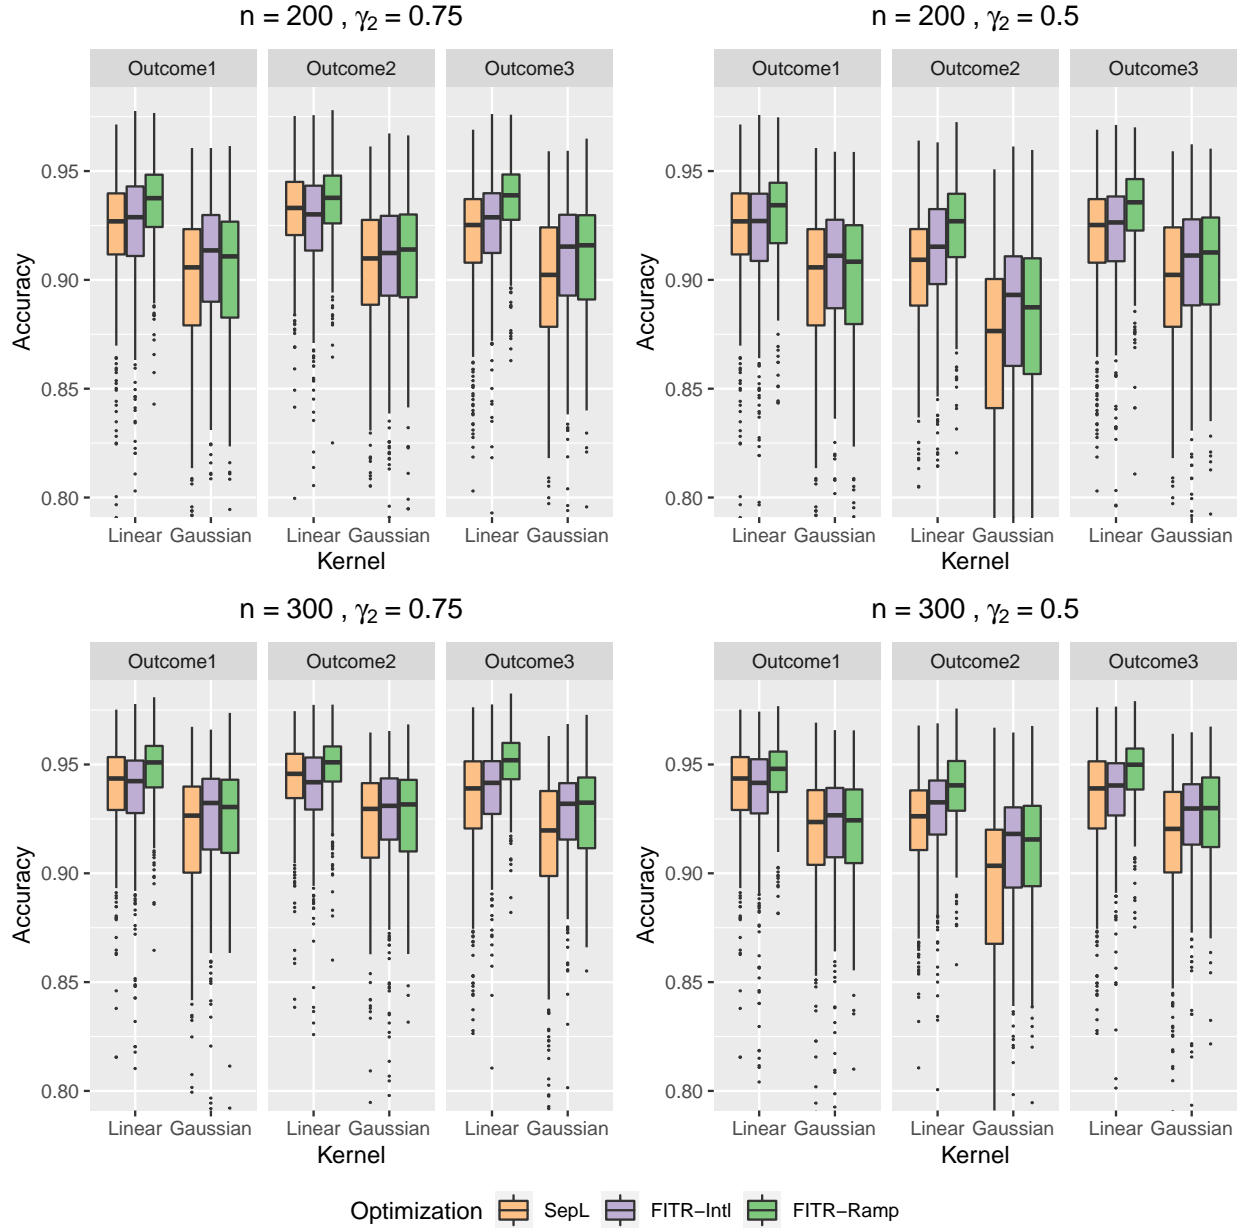 n = 200 , γ₂ = 0.75
Outcome1 Outcome2 Outcome3
0.95
0.90
0.85
0.80
Accuracy
Linear Gaussian Linear Gaussian Linear Gaussian
Kernel
n = 200 , γ₂ = 0.5
Outcome1 Outcome2 Outcome3
0.95
0.90
0.85
0.80
Accuracy
Linear Gaussian Linear Gaussian Linear Gaussian
Kernel
n = 300 , γ₂ = 0.75
Outcome1 Outcome2 Outcome3
0.95
0.90
0.85
0.80
Accuracy
Linear Gaussian Linear Gaussian Linear Gaussian
Kernel
n = 300 , γ₂ = 0.5
Outcome1 Outcome2 Outcome3
0.95
0.90
0.85
0.80
Accuracy
Linear Gaussian Linear Gaussian Linear Gaussian
Kernel
Optimization SepL FITR−Intl FITR−Ramp